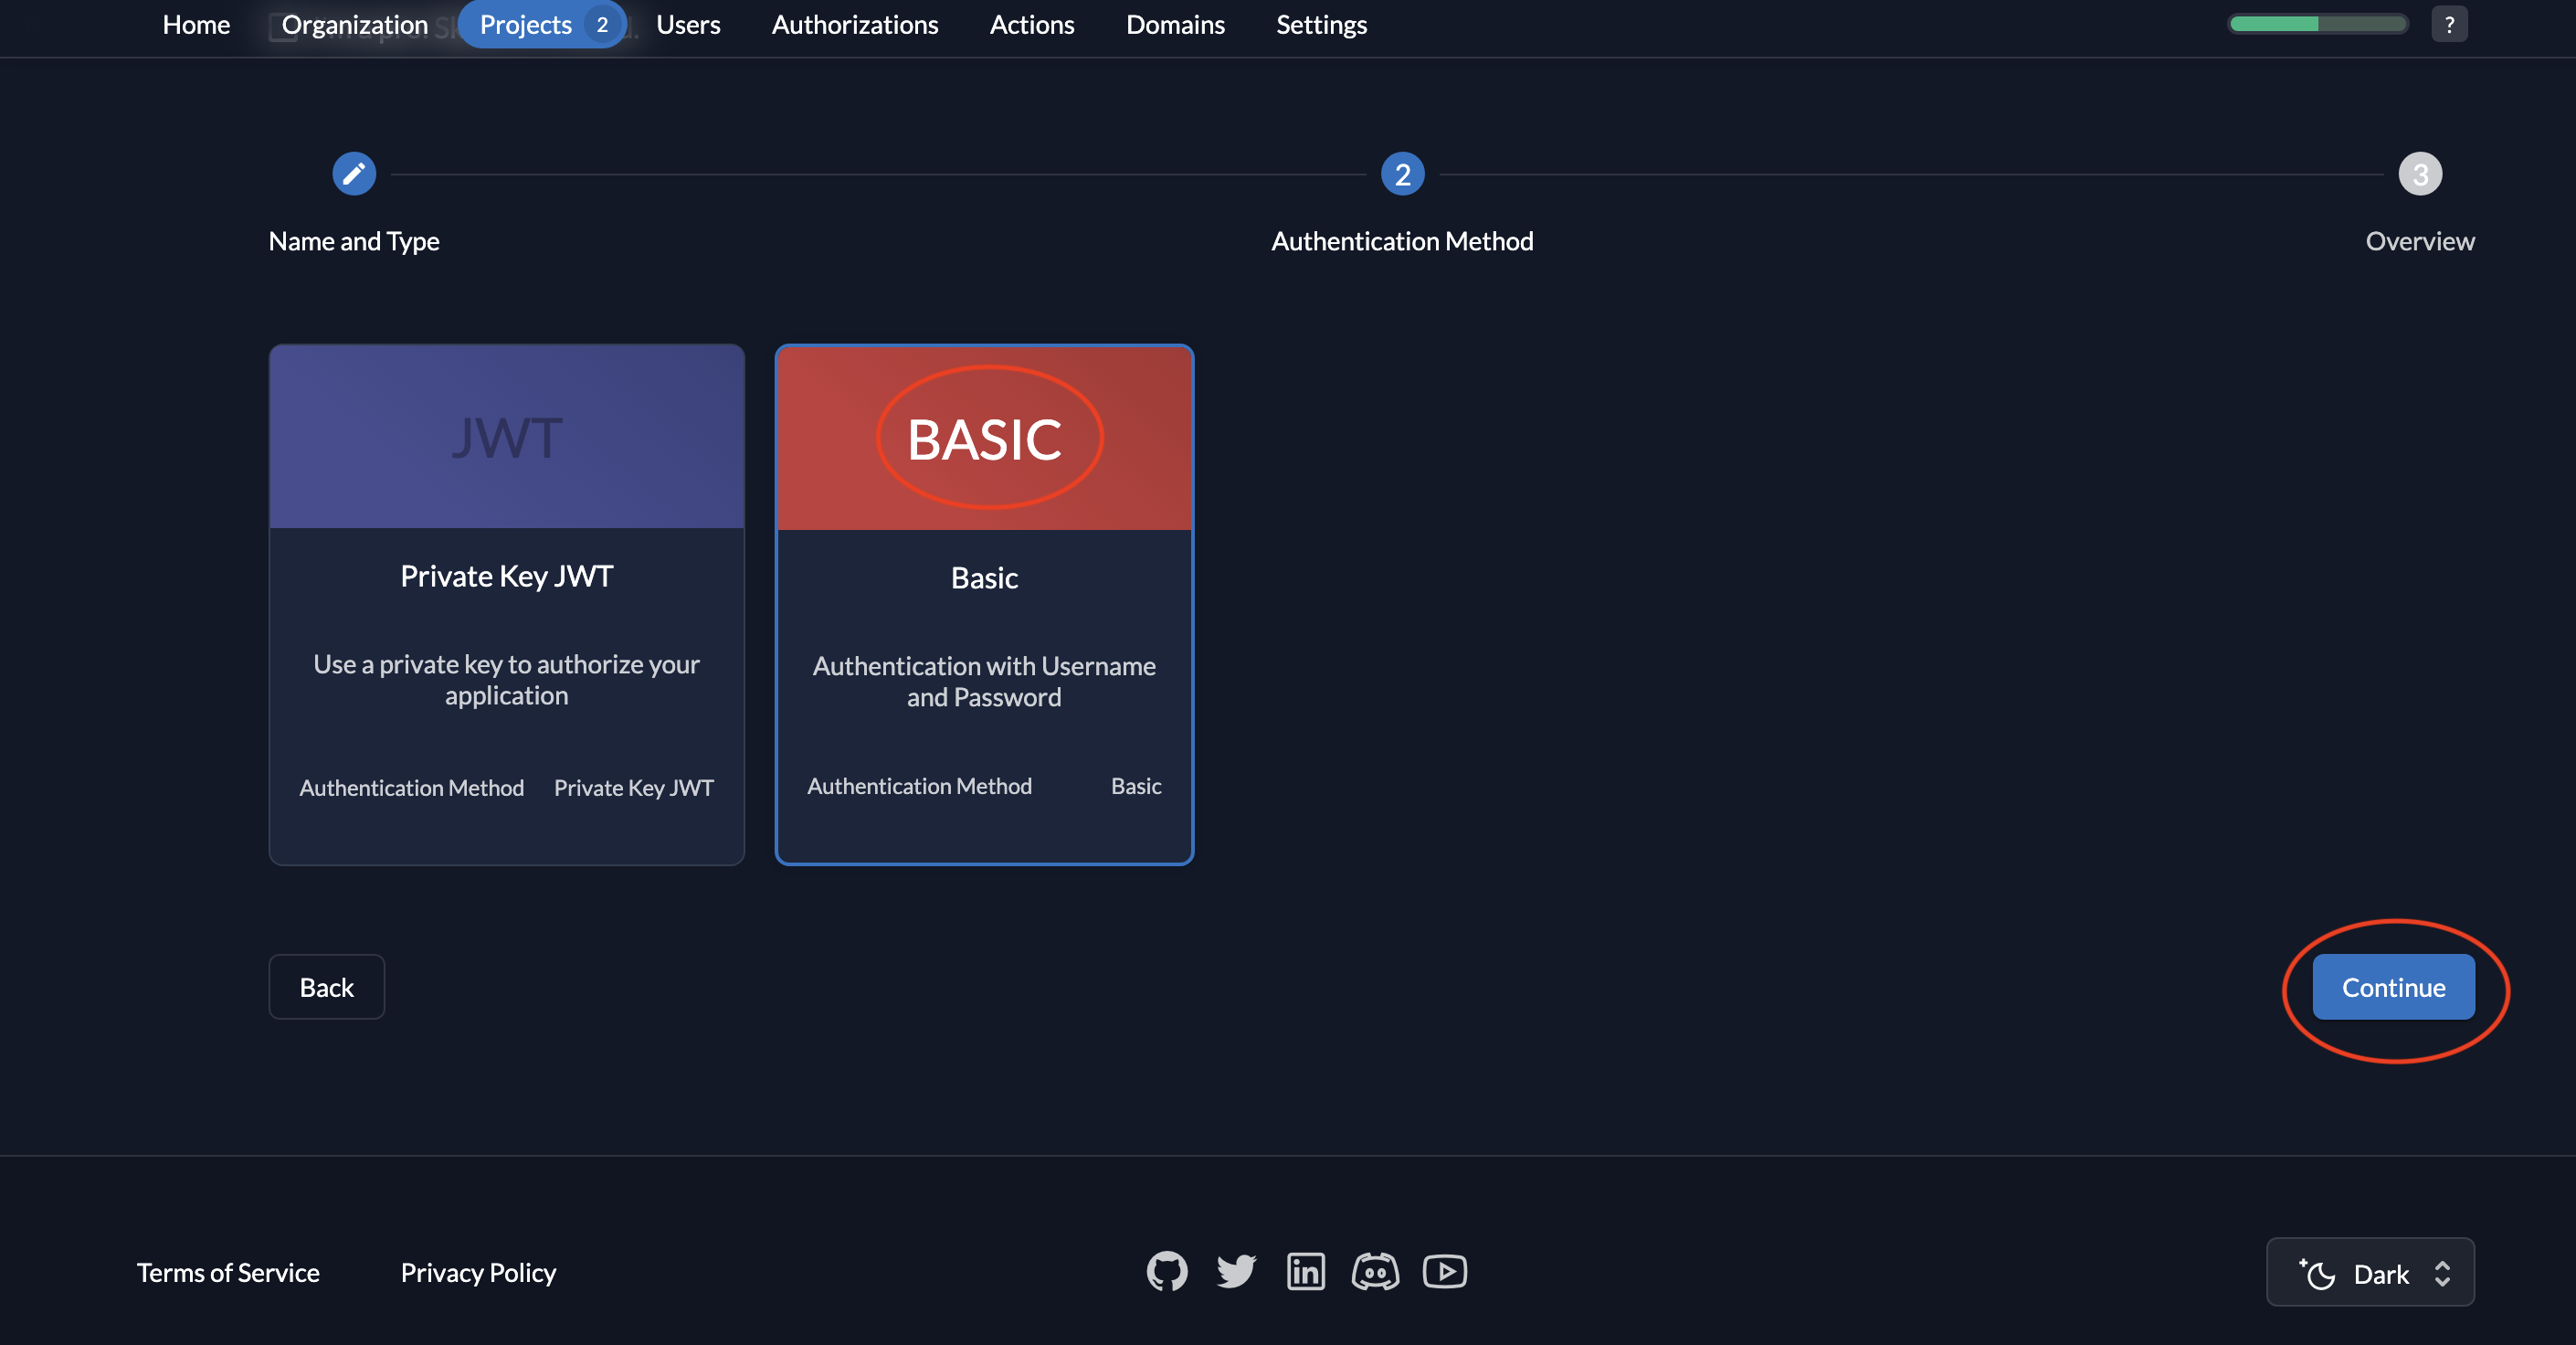 Home Organization Projects 2 Users Authorizations Actions Domains Settings ?
2 3
Name and Type Authentication Method Overview
JWT
Private Key JWT
Use a private key to authorize your
application
Authentication Method Private Key JWT
BASIC
Basic
Authentication with Username
and Password
Authentication Method Basic
Back Continue
Terms of Service Privacy Policy Dark